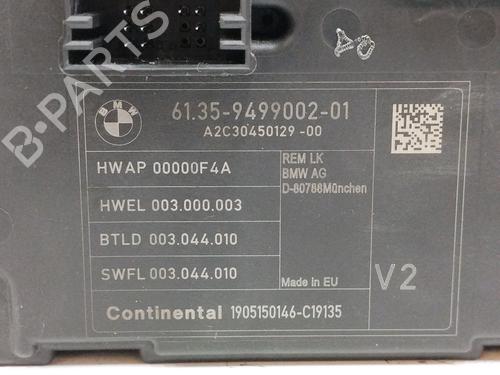 B-PARTS
BMW
61.35-9499002-01
A2C30450129 -00
HWAP 00000F4A
REM LK
BMW AG
D-80788München
HWEL 003.000.003
BTLD 003.044.010
SWFL 003.044.010
Made in EU
V2
Continental 1905150146-C19135